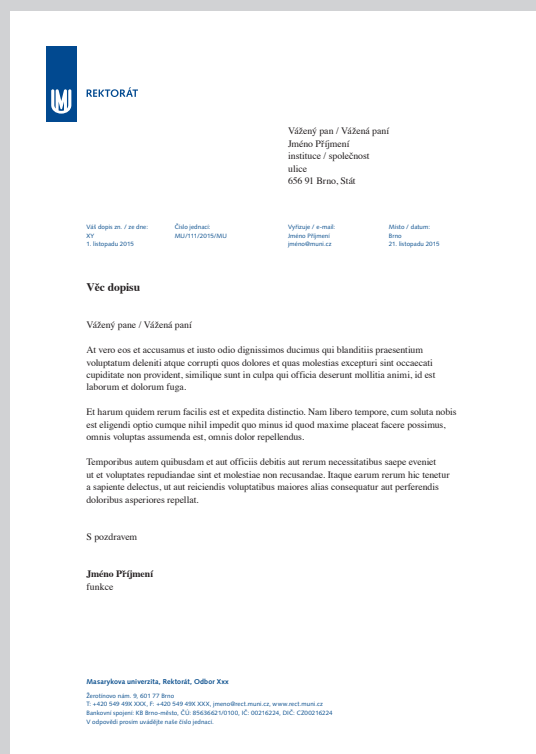 REKTORÁT
Vážený pan / Vážená paní
Jméno Příjmení
instituce / společnost
ulice
656 91 Brno, Stát
Váš dopis zn. / ze dne:
XY
1. listopadu 2015
Číslo jednací:
MU/111/2015/MU
Vyřizuje / e-mail:
Jméno Příjmení
jméno@muni.cz
Místo / datum:
Brno
21. listopadu 2015
Věc dopisu
Vážený pane / Vážená paní
At vero eos et accusamus et iusto odio dignissimos ducimus qui blanditiis praesentium
voluptatum deleniti atque corrupti quos dolores et quas molestias excepturi sint occaecati
cupiditate non provident, similique sunt in culpa qui officia deserunt mollitia animi, id est
laborum et dolorum fuga.
Et harum quidem rerum facilis est et expedita distinctio. Nam libero tempore, cum soluta nobis
est eligendi optio cumque nihil impedit quo minus id quod maxime placeat facere possimus,
omnis voluptas assumenda est, omnis dolor repellendus.
Temporibus autem quibusdam et aut officiis debitis aut rerum necessitatibus saepe eveniet
ut et voluptates repudiandae sint et molestiae non recusandae. Itaque earum rerum hic tenetur
a sapiente delectus, ut aut reiciendis voluptatibus maiores alias consequatur aut perferendis
doloribus asperiores repellat.
S pozdravem
Jméno Příjmení
funkce
Masarykova univerzita, Rektorát, Odbor Xxx
Žerotínovo nám. 9, 601 77 Brno
T: +420 549 49X XXX, F: +420 549 49X XXX, jmeno@rect.muni.cz, www.rect.muni.cz
Bankovní spojení: KB Brno-město, ČÚ: 85636621/0100, IČ: 00216224, DIČ: CZ00216224
V odpovědi prosím uvádějte naše číslo jednací.